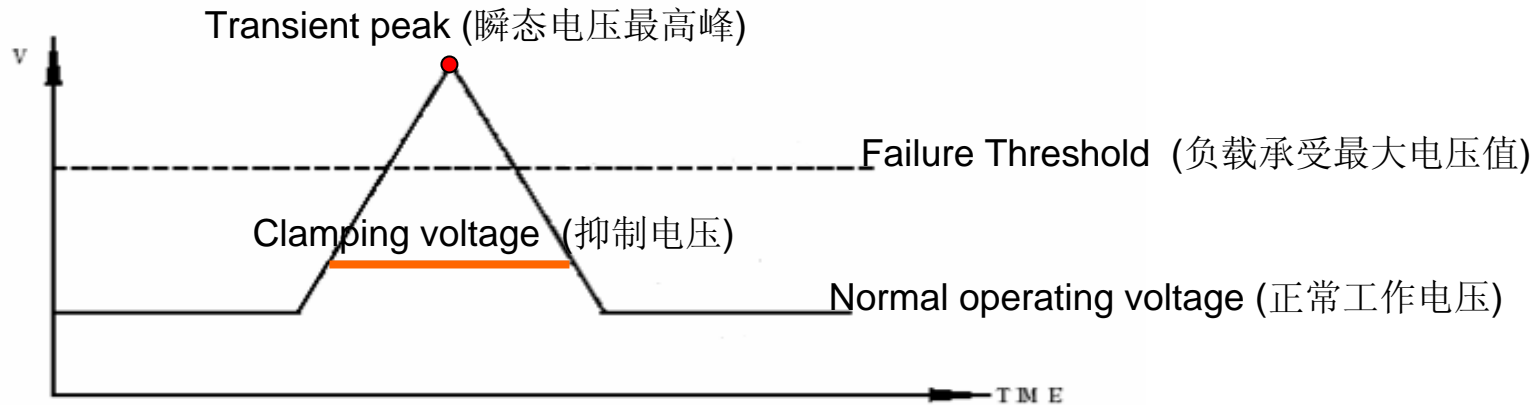 Transient peak (瞬态电压最高峰)
V
Failure Threshold (负载承受最大电压值)
Clamping voltage (抑制电压)
Normal operating voltage (正常工作电压)
TIME